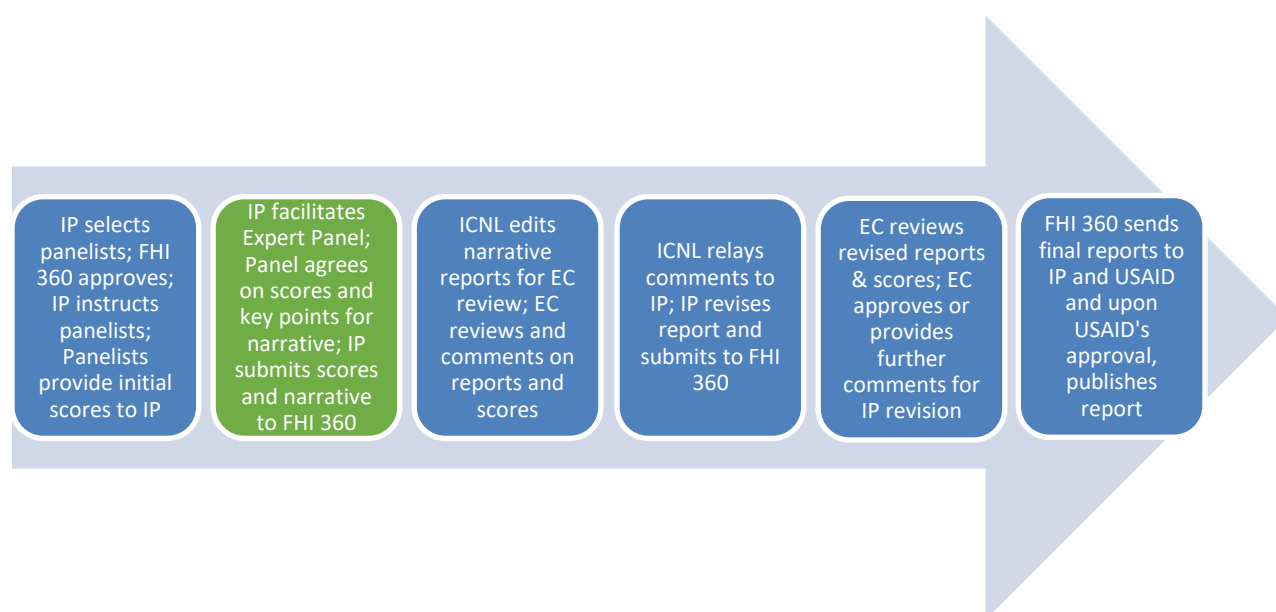 IP selects
panelists; FHI
360 approves;
IP instructs
panelists;
Panelists
provide initial
scores to IP
IP facilitates
Expert Panel;
Panel agrees
on scores and
key points for
narrative; IP
submits scores
and narrative
to FHI 360
ICNL edits
narrative
reports for EC
review; EC
reviews and
comments on
reports and
scores
ICNL relays
comments to
IP; IP revises
report and
submits to FHI
360
EC reviews
revised reports
& scores; EC
approves or
provides
further
comments for
IP revision
FHI 360 sends
final reports to
IP and USAID
and upon
USAID's
approval,
publishes
report